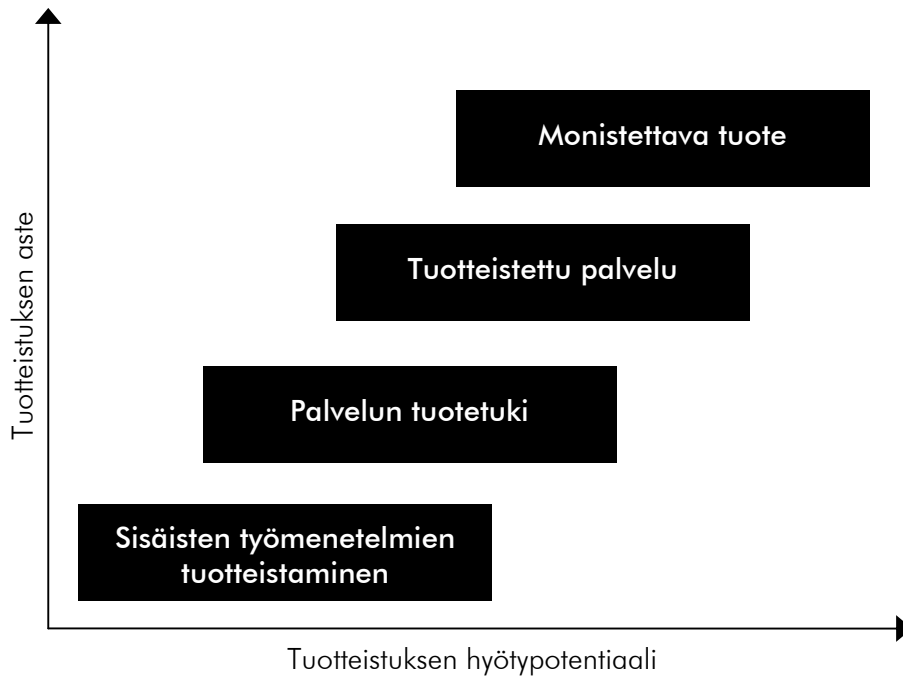 Monistettava tuote
Tuotteistettu palvelu
Palvelun tuotetuki
Sisäisten työmenetelmien
tuotteistaminen
Tuotteistuksen aste
Tuotteistuksen hyötypotentiaali